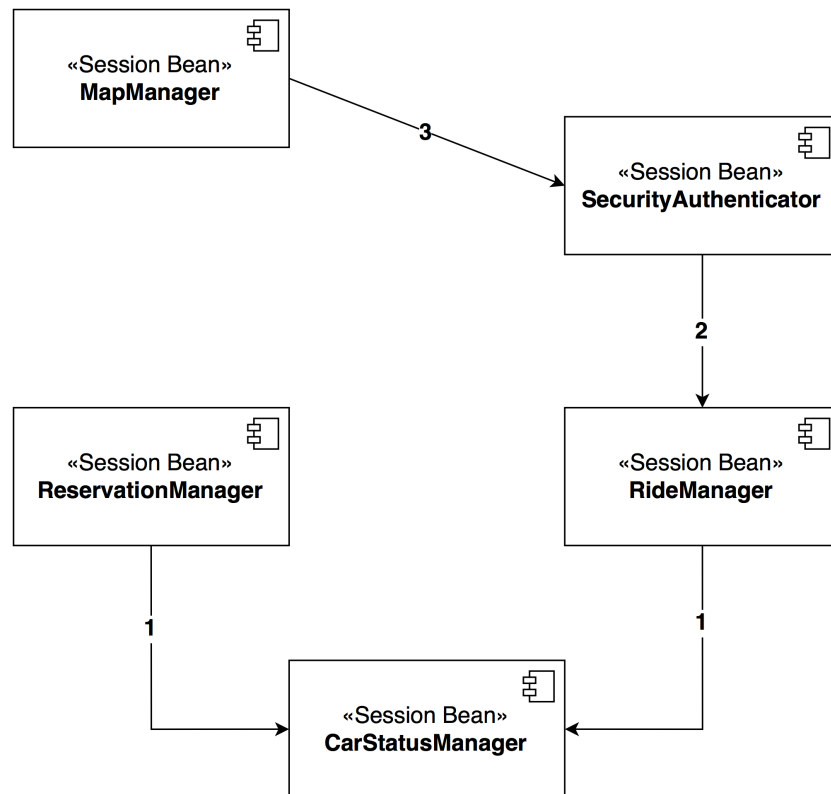 «Session Bean»
MapManager
3
«Session Bean»
SecurityAuthenticator
2
«Session Bean»
ReservationManager
«Session Bean»
RideManager
1
1
«Session Bean»
CarStatusManager